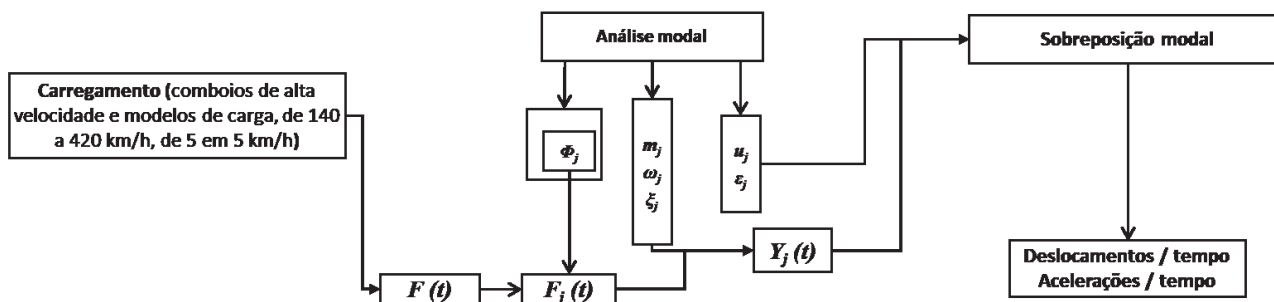 Análise modal
Sobreposição modal
Carregamento (comboios de alta
velocidade e modelos de carga, de 140
a 420 km/h, de 5 em 5 km/h)
Φj
mj
ωj
ξj
uj
εj
Yj (t)
F (t)
Fj (t)
Deslocamentos / tempo
Acelerações / tempo